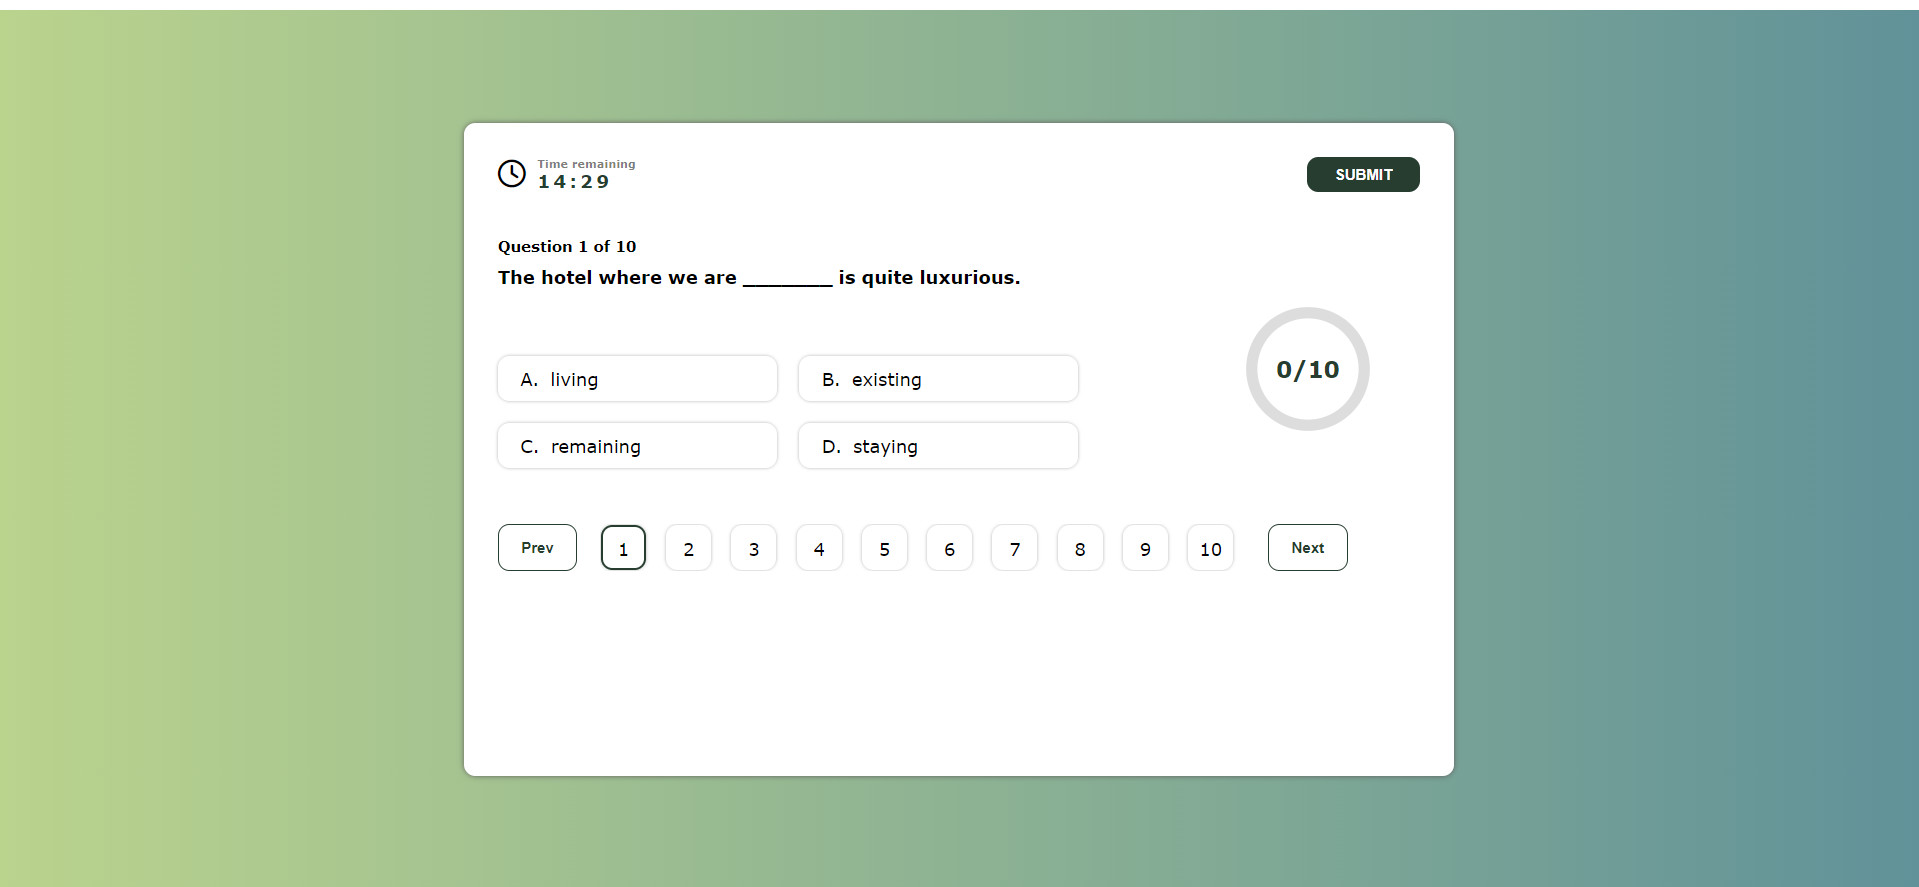 Time remaining
14:29
SUBMIT
Question 1 of 10
The hotel where we are _______ is quite luxurious.
A. living
B. existing
0/10
C. remaining
D. staying
Prev 1 2 3 4 5 6 7 8 9 10 Next